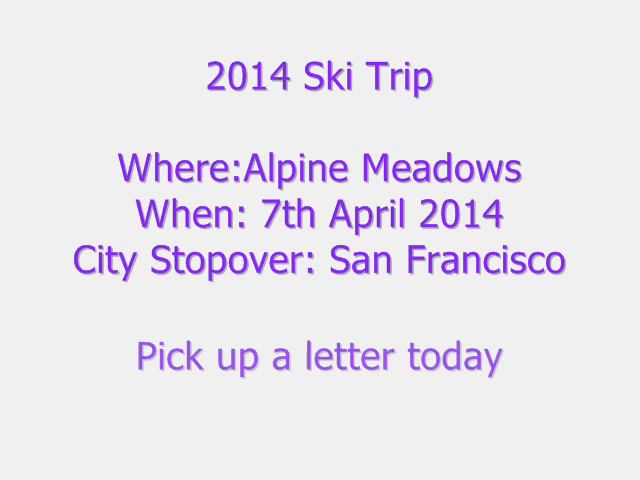 2014 Ski Trip
Where:Alpine Meadows
When: 7th April 2014
City Stopover: San Francisco
Pick up a letter today